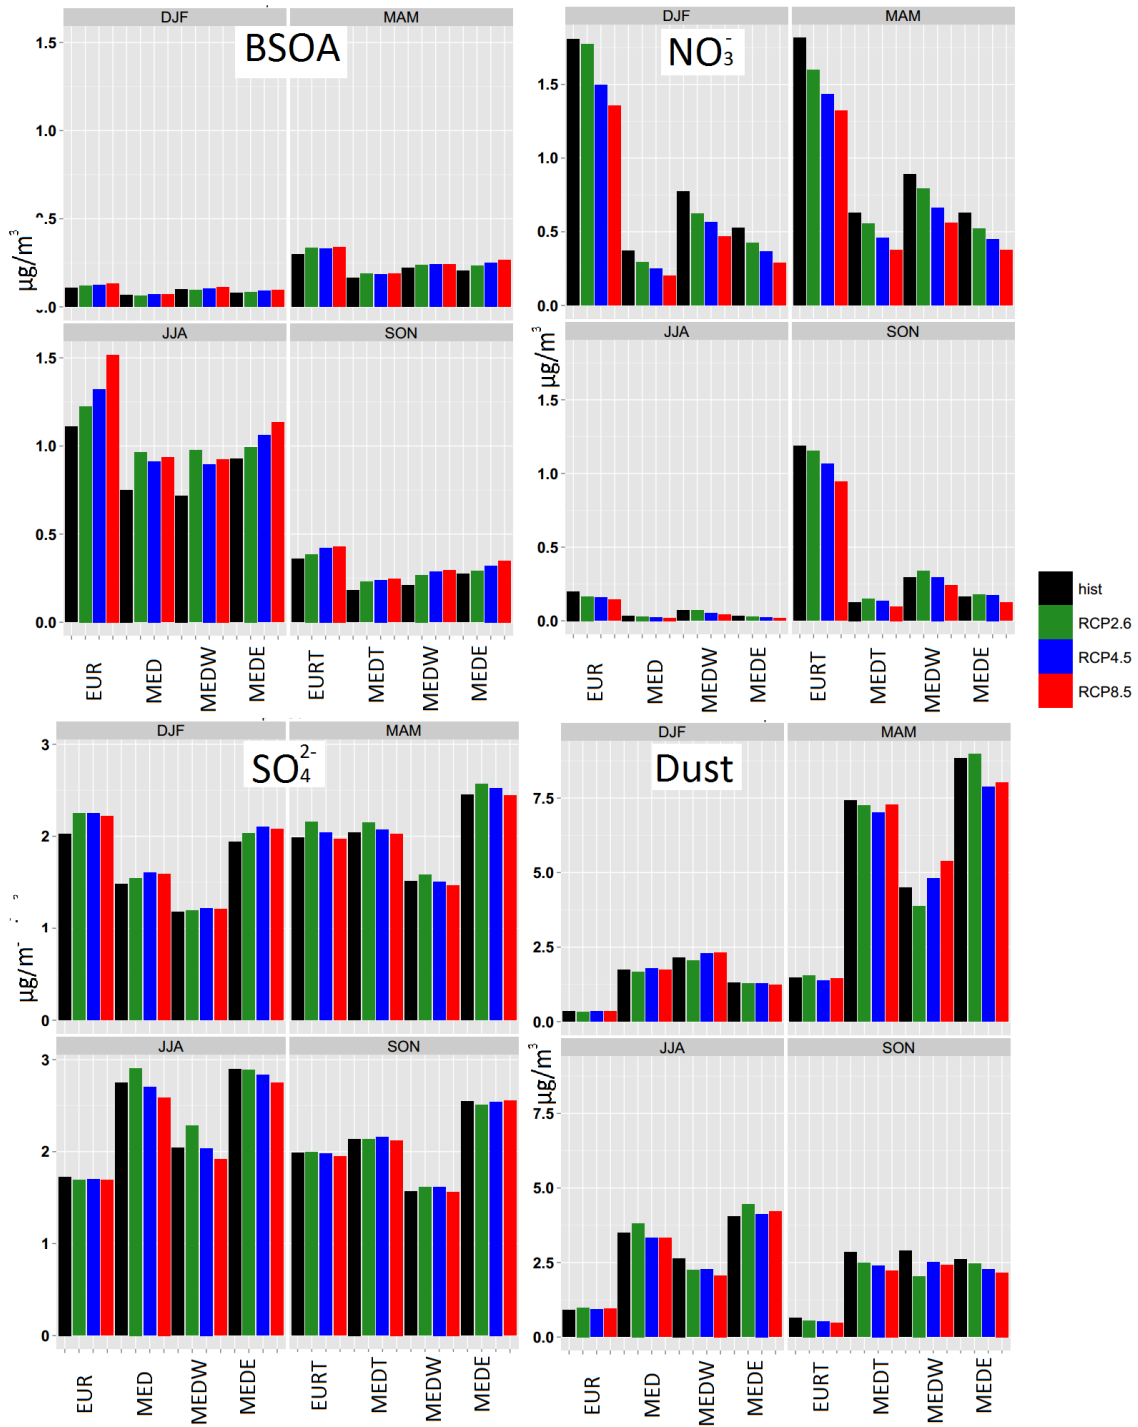 DJF MAM
BSOA
1.5
1.0
0.5
0.0
µg/m³
JJA SON
1.5
1.0
0.5
0.0
EUR MED MEDW MEDE EURT MEDT MEDW MEDE
DJF MAM
NO₃⁻
1.5
1.0
0.5
0.0
JJA SON
µg/m³
1.5
1.0
0.5
0.0
EUR MED MEDW MEDE EURT MEDT MEDW MEDE
hist
RCP2.6
RCP4.5
RCP8.5
DJF MAM
SO₄²⁻
3
2
1
0
µg/m⁻
JJA SON
3
2
1
0
EUR MED MEDW MEDE EURT MEDT MEDW MEDE
DJF MAM
Dust
7.5
5.0
2.5
0.0
JJA SON
µg/m³
7.5
5.0
2.5
0.0
EUR MED MEDW MEDE EURT MEDT MEDW MEDE